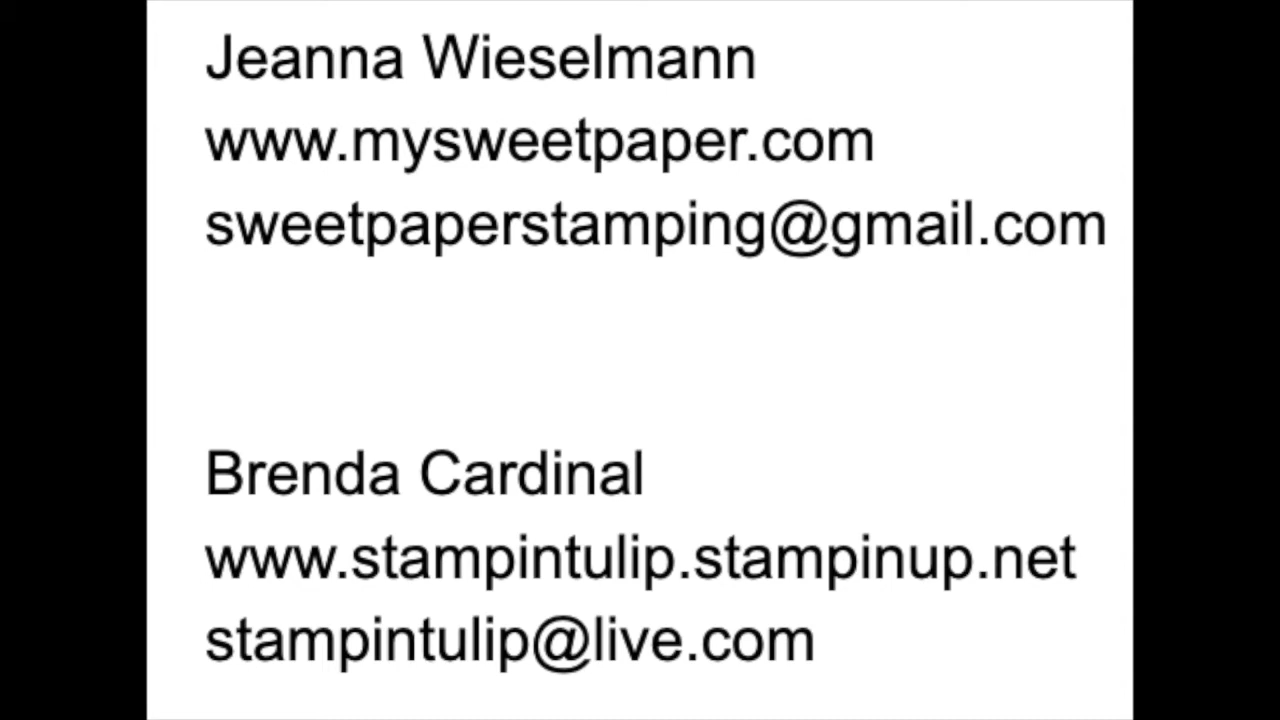 Jeanna Wieselmann
www.mysweetpaper.com
sweetpaperstamping@gmail.com
Brenda Cardinal
www.stampintulip.stampinup.net
stampintulip@live.com